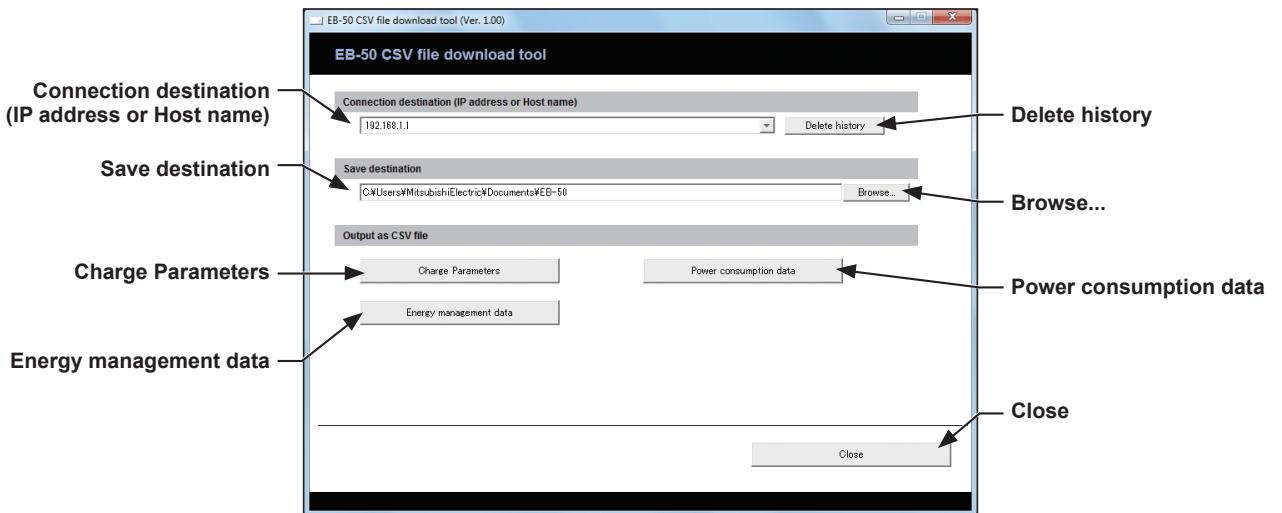 EB-50 CSV file download tool (Ver. 1.00)
EB-50 CSV file download tool
Connection destination
(IP address or Host name)
Connection destination (IP address or Host name)
192.168.1.1
Delete history
Delete history
Save destination
Save destination
C:¥Users¥MitsubishiElectric¥Documents¥EB-50
Browse...
Browse...
Output as CSV file
Charge Parameters
Charge Parameters
Power consumption data
Power consumption data
Energy management data
Energy management data
Close
Close